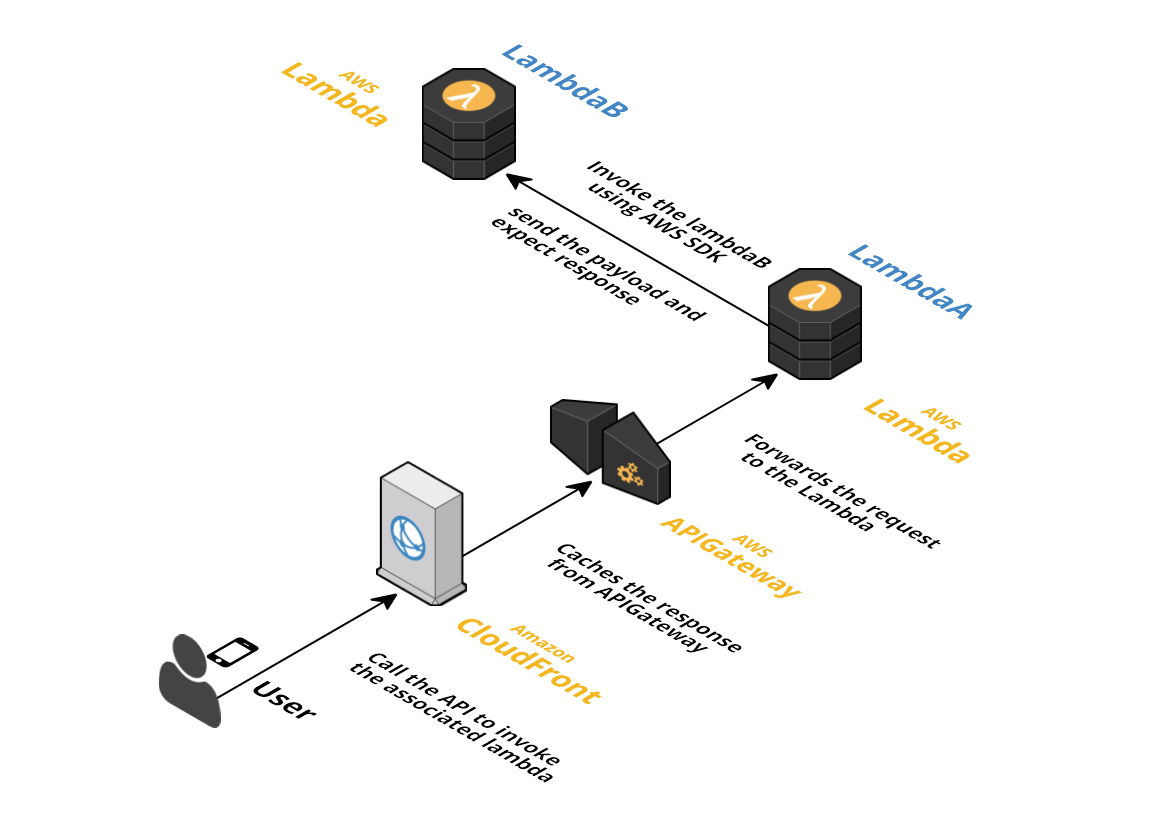 LambdaB
AWS
Lambda
Invoke the lambdaB
using AWS SDK
send the payload and
expect response
LambdaA
AWS
Lambda
Forwards the request
to the Lambda
AWS
APIGateway
Caches the response
from APIGateway
Amazon
CloudFront
Call the API to invoke
the associated lambda
User